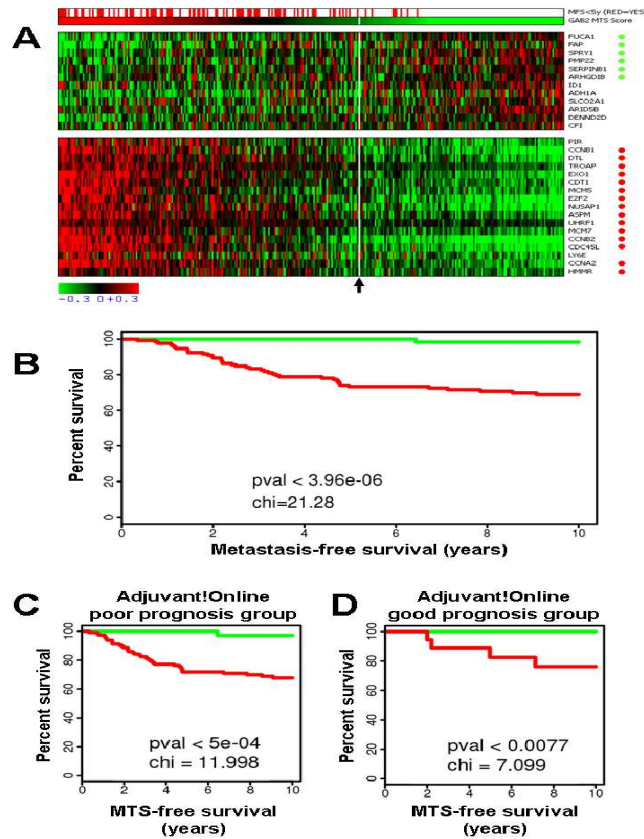 A
MFS<5y (RED=YES
GAB2 MTS Score
FUCA1
FAP
SPRY1
PMP22
SERPINB1
ARHGDIB
ID1
ADH1A
SLCO2A1
ARID5B
DENND2D
CFI
PIR
CCNB1
DTL
TROAP
EXO1
CDT1
MCM5
E2F2
NUSAP1
ASPM
UHRF1
MCM7
CCNB2
CDC45L
LY6E
CCNA2
HMMR
-0.3 0 +0.3
B
Percent survival
0 20 40 60 80 100
pval < 3.96e-06
chi=21.28
0 2 4 6 8 10
Metastasis-free survival (years)
C
Adjuvant!Online
poor prognosis group
Percent survival
0 20 40 60 80 100
pval < 5e-04
chi = 11.998
0 2 4 6 8 10
MTS-free survival
(years)
D
Adjuvant!Online
good prognosis group
Percent survival
0 20 40 60 80 100
pval < 0.0077
chi = 7.099
0 2 4 6 8 10
MTS-free survival
(years)